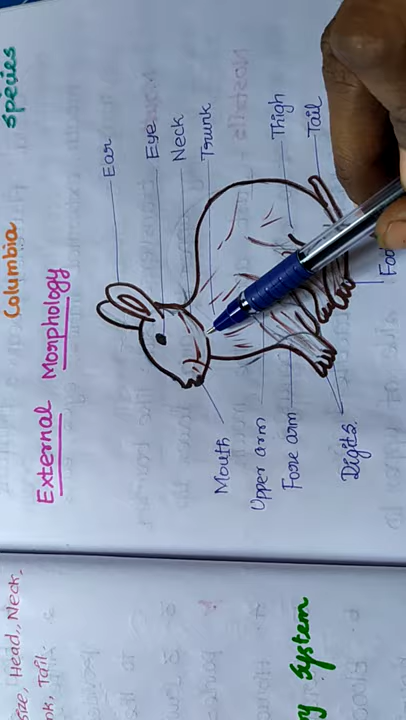 Species
Columbia
External Morphology
Ear
Eye
Neck
Trunk
Thigh
Tail
Mouth
Upper arm
Fore arm
Digits.
Size, Head, Neck,
Tail.
System